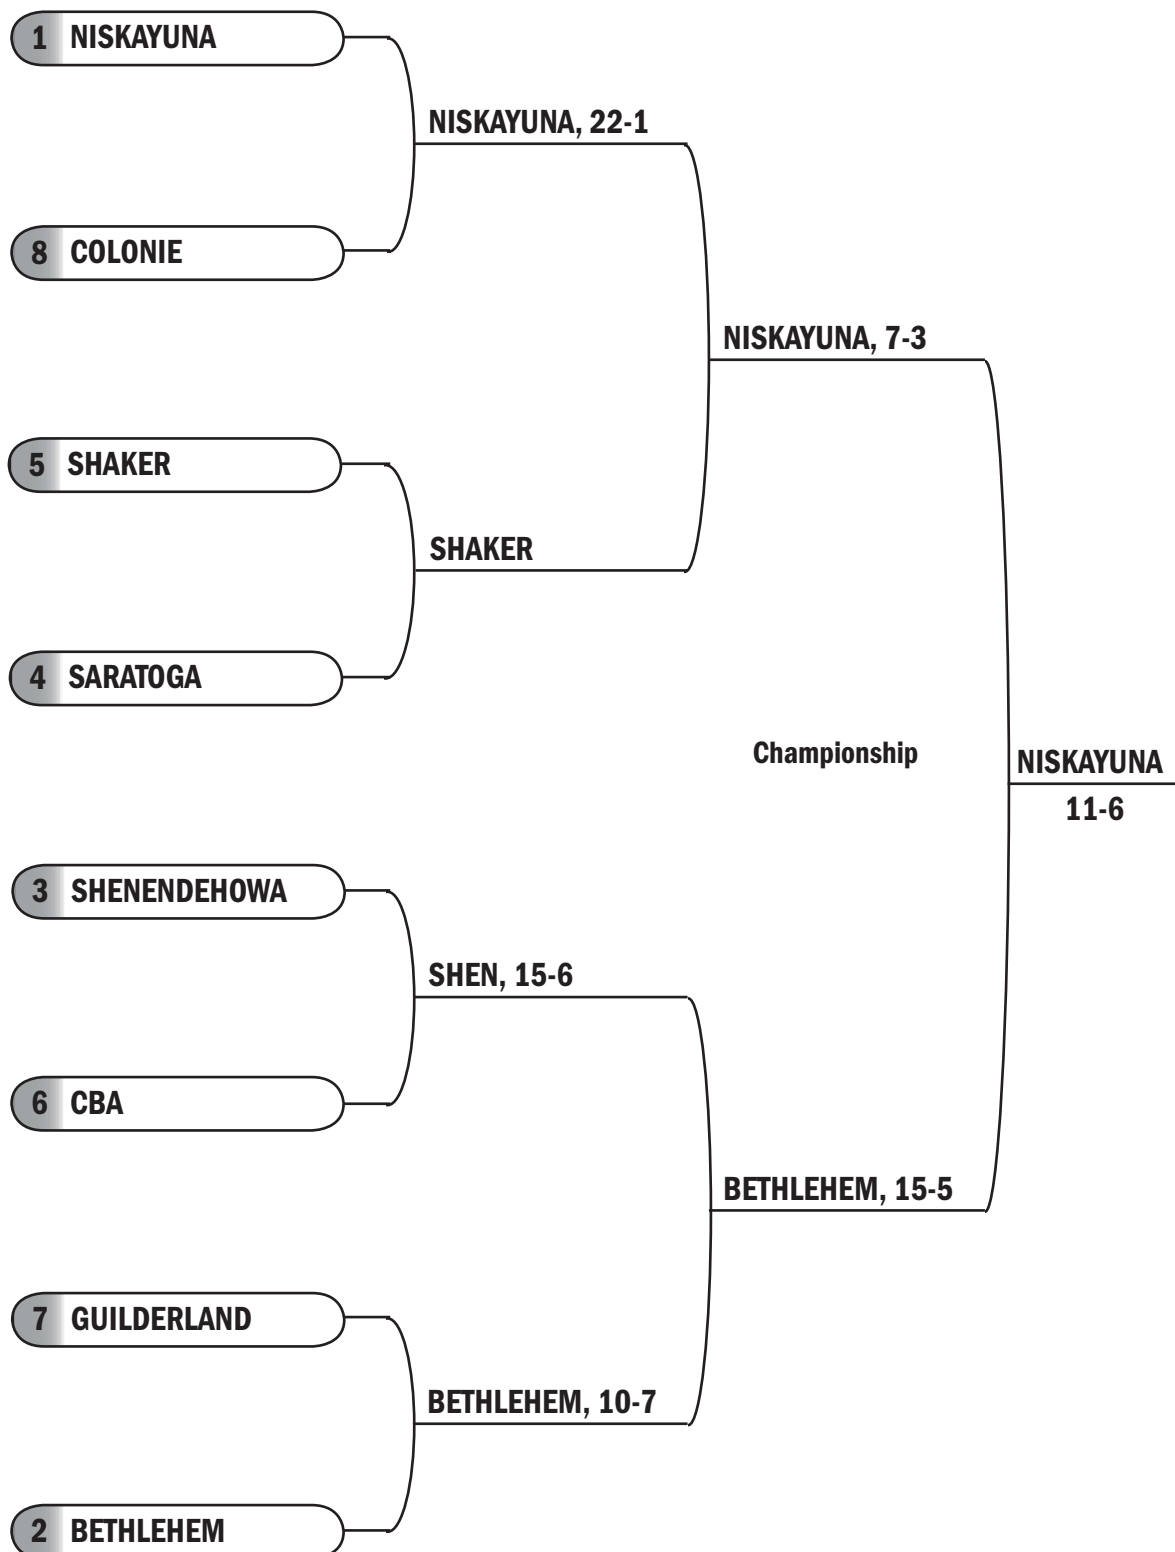 1 NISKAYUNA
NISKAYUNA, 22-1
8 COLONIE
NISKAYUNA, 7-3
5 SHAKER
SHAKER
4 SARATOGA
Championship
NISKAYUNA
11-6
3 SHENENDEHOWA
SHEN, 15-6
6 CBA
BETHLEHEM, 15-5
7 GUILDERLAND
BETHLEHEM, 10-7
2 BETHLEHEM